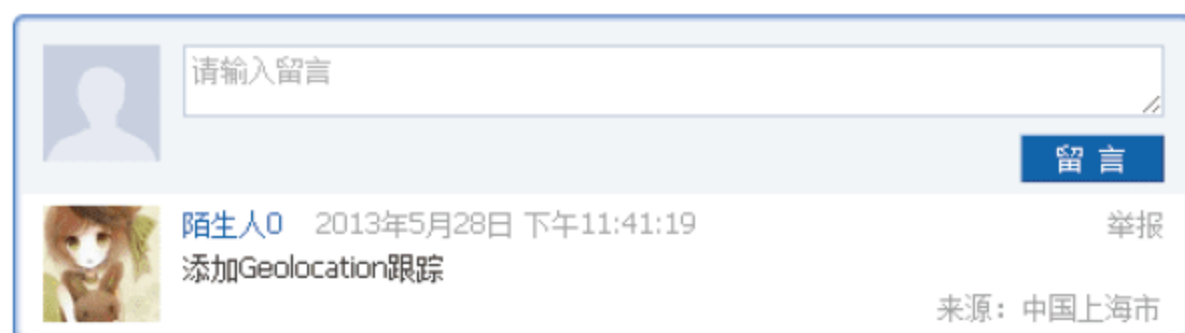 请输入留言
留 言
陌生人0 2013年5月28日 下午11:41:19 举报
添加Geolocation跟踪
来源：中国上海市